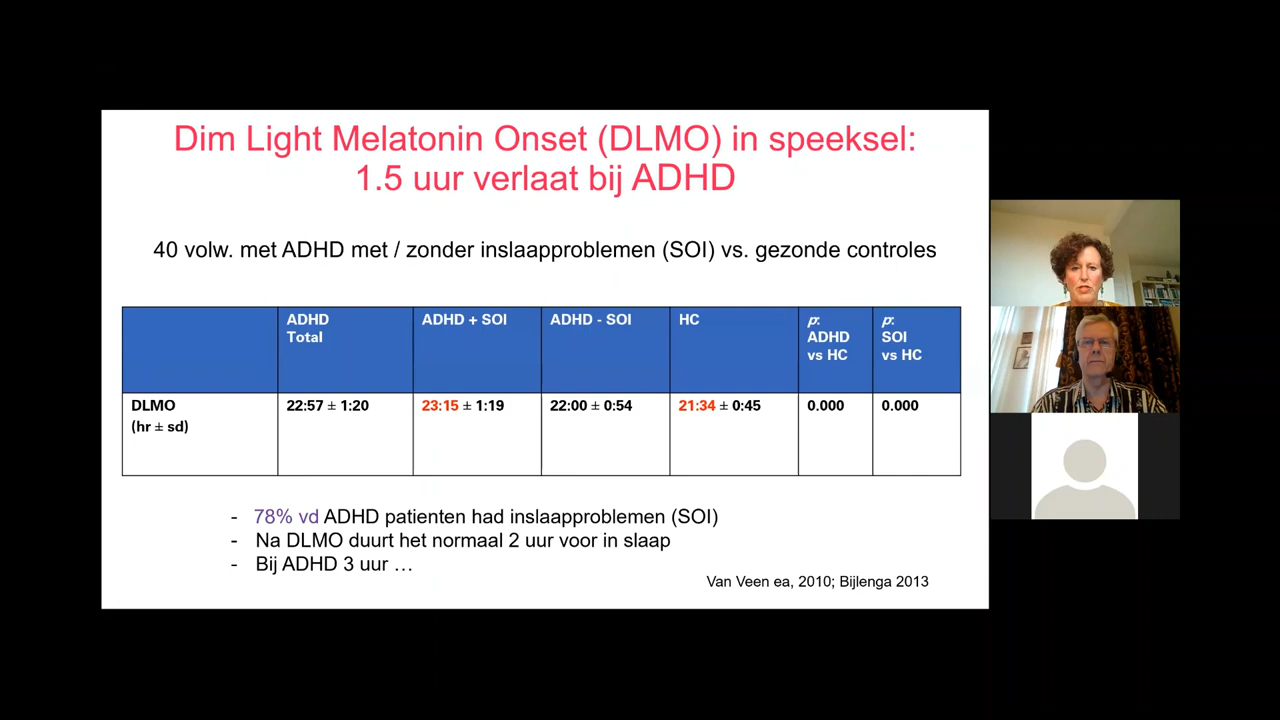 Dim Light Melatonin Onset (DLMO) in speeksel:
1.5 uur verlaat bij ADHD
40 volw. met ADHD met / zonder inslaapproblemen (SOI) vs. gezonde controles
ADHD Total
ADHD + SOI
ADHD - SOI
HC
p: ADHD vs HC
p: SOI vs HC
DLMO (hr ± sd)
22:57 ± 1:20
23:15 ± 1:19
22:00 ± 0:54
21:34 ± 0:45
0.000
0.000
- 78% vd ADHD patienten had inslaapproblemen (SOI)
- Na DLMO duurt het normaal 2 uur voor in slaap
- Bij ADHD 3 uur …
Van Veen ea, 2010; Bijlenga 2013